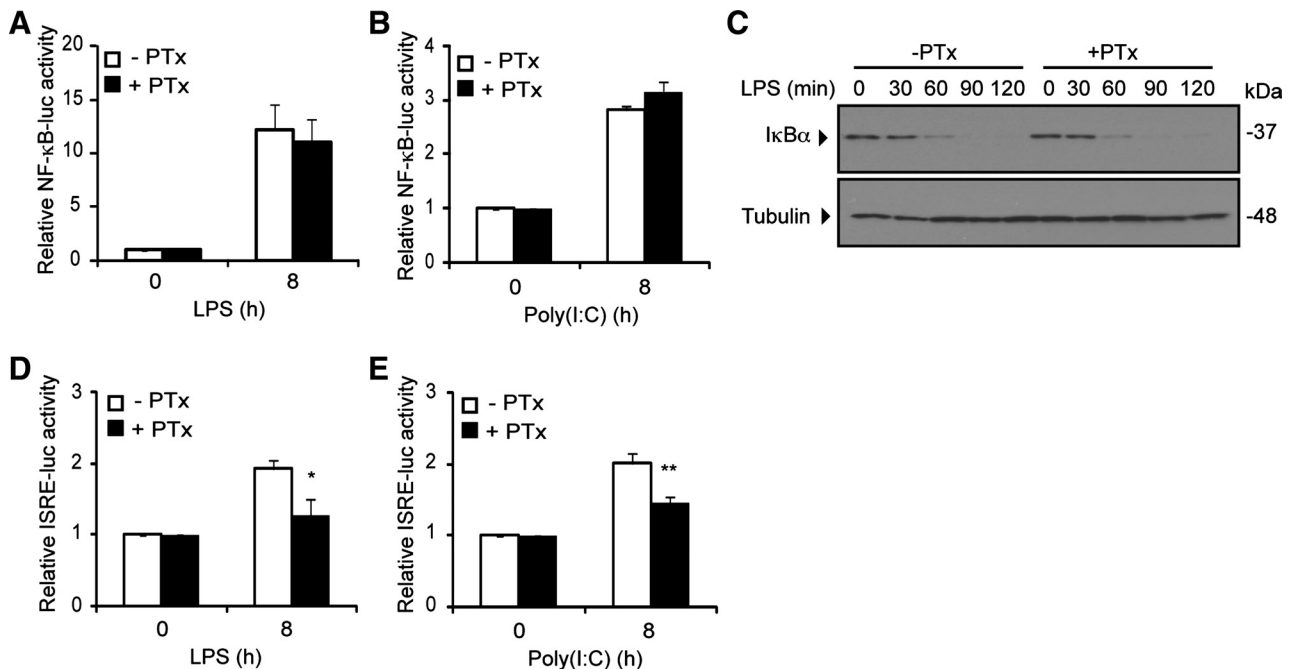 A
Relative NF-κB-luc activity
20
15
10
5
0
- PTx
+ PTx
0 8
LPS (h)
B
Relative NF-κB-luc activity
4
3
2
1
0
- PTx
+ PTx
0 8
Poly(I:C) (h)
C
-PTx +PTx
LPS (min) 0 30 60 90 120 0 30 60 90 120 kDa
IκBα -37
Tubulin -48
D
Relative ISRE-luc activity
3
2
1
0
- PTx
+ PTx
*
0 8
LPS (h)
E
Relative ISRE-luc activity
3
2
1
0
- PTx
+ PTx
**
0 8
Poly(I:C) (h)